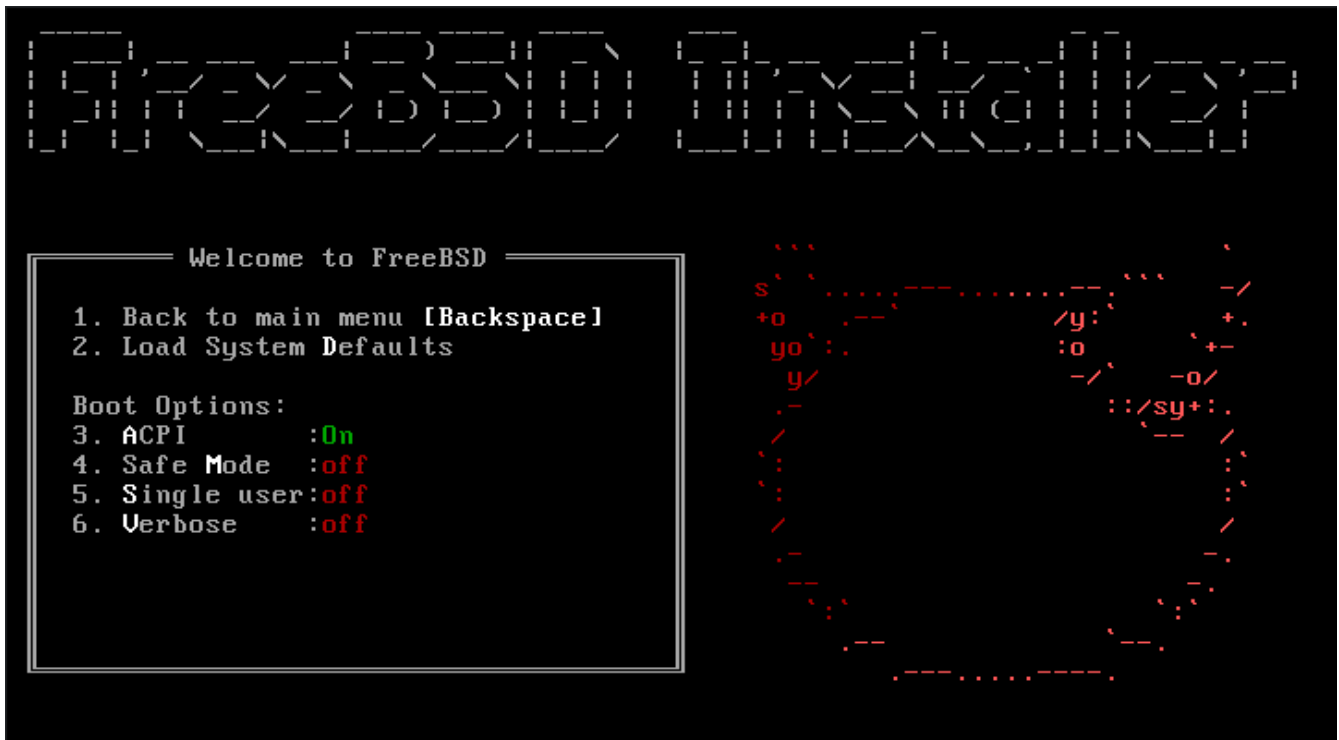 FreeBSD Installer
Welcome to FreeBSD
1. Back to main menu [Backspace]
2. Load System Defaults
Boot Options:
3. ACPI :On
4. Safe Mode :off
5. Single user:off
6. Verbose :off